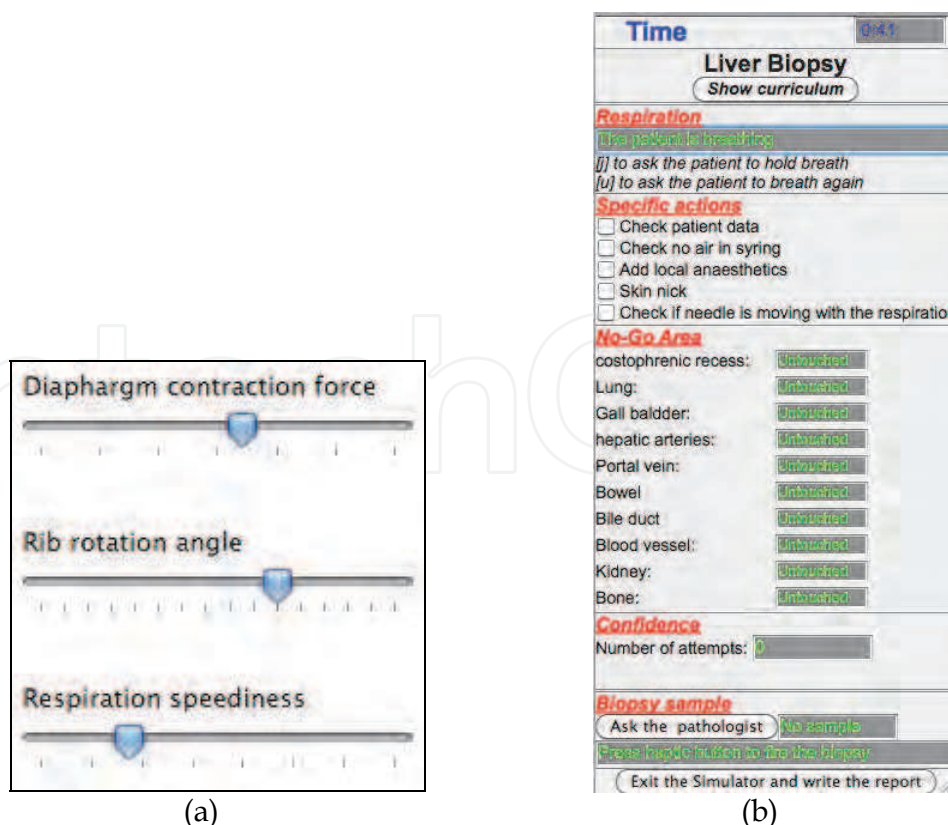 Diaphargm contraction force
Rib rotation angle
Respiration speediness
(a)
Time 0:41
Liver Biopsy
Show curriculum
Respiration
The patient is breathing
[j] to ask the patient to hold breath
[u] to ask the patient to breath again
Specific actions
Check patient data
Check no air in syring
Add local anaesthetics
Skin nick
Check if needle is moving with the respiratio
No-Go Area
costophrenic recess: Untouched
Lung: Untouched
Gall baldder: Untouched
hepatic arteries: Untouched
Portal vein: Untouched
Bowel Untouched
Bile duct Untouched
Blood vessel: Untouched
Kidney: Untouched
Bone: Untouched
Confidence
Number of attempts: 0
Biopsy sample
Ask the pathologist No sample
Press haptic button to fire the biopsy
Exit the Simulator and write the report
(b)